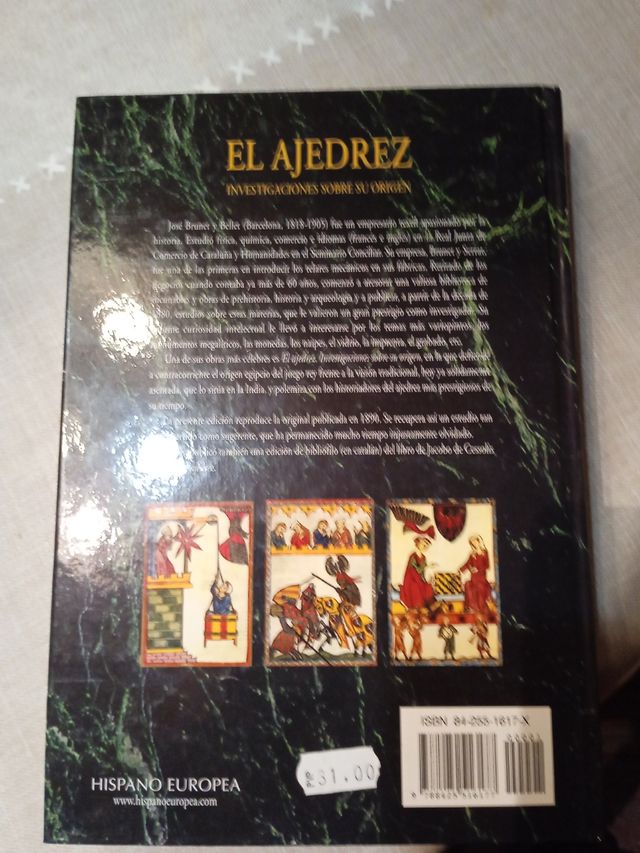 EL AJEDREZ
INVESTIGACIONES SOBRE SU ORIGEN
José Brunet y Bellet (Barcelona, 1818-1905) fue un empresario textil apasionado por la
historia. Estudió física, química, comercio e idiomas (francés e inglés) en la Real Junta de
Comercio de Cataluña y Humanidades en el Seminario Conciliar. Su empresa, Brunet y Serrat,
fue una de las primeras en introducir los telares mecánicos en sus fábricas. Retirado de los
negocios cuando contaba ya más de 60 años, comenzó a atesorar una valiosa biblioteca de
incunables y obras de prehistoria, historia y arqueología, y a publicar, a partir de la década de
1880, estudios sobre estas materias, que le valieron un gran prestigio como investigador. Su
enorme curiosidad intelectual le llevó a interesarse por los temas más variopintos: los
monumentos megalíticos, las monedas, los naipes, el vidrio, la imprenta, el grabado, etc.
Una de sus obras más célebres es El ajedrez. Investigaciones sobre su origen, en la que defiende
a contracorriente el origen egipcio del juego rey frente a la visión tradicional, hoy ya sólidamente
asentada, que lo sitúa en la India, y polemiza con los historiadores del ajedrez más prestigiosos de
su tiempo.
La presente edición reproduce la original publicada en 1890. Se recupera así un estudio tan
como sugerente, que ha permanecido mucho tiempo injustamente olvidado.
publicó también una edición de bibliófilo (en catalán) del libro de Jacobo de Cessolis
ISBN 84-255-1617-X
00001
9 788425 516177
31.00
HISPANO EUROPEA
www.hispanoeuropea.com